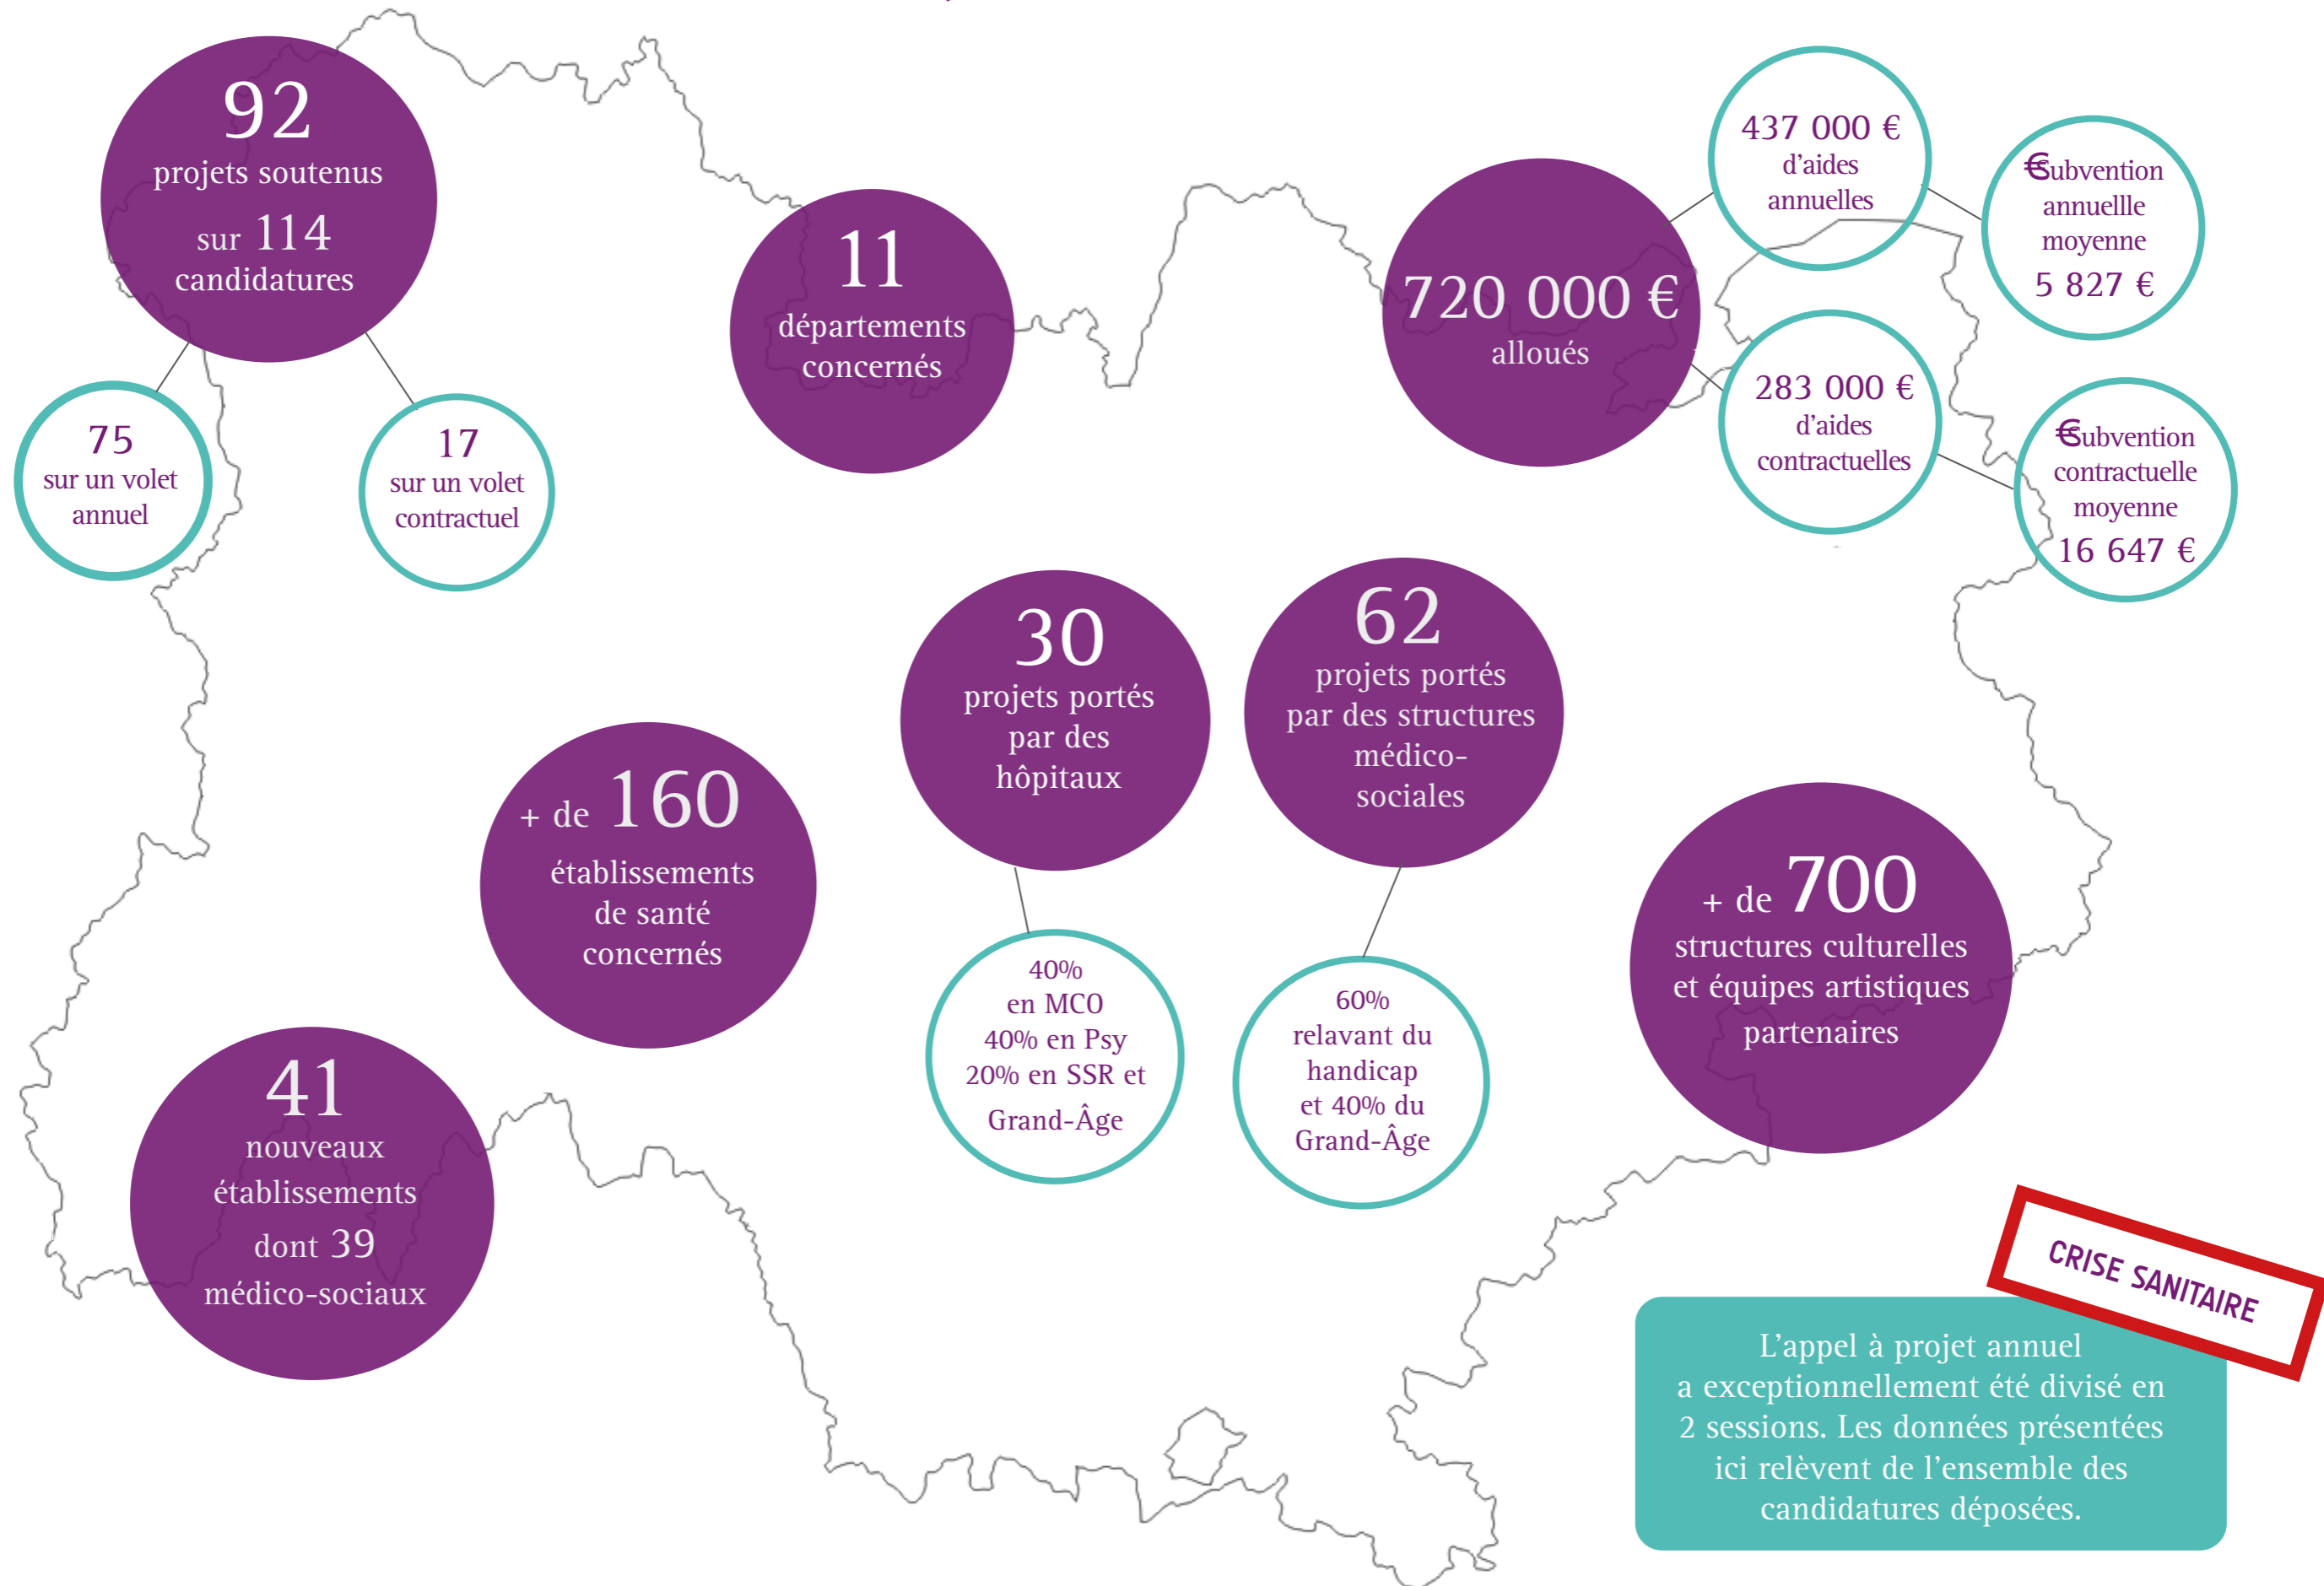 92
projets soutenus
sur 114
candidatures
75
sur un volet
annuel
17
sur un volet
contractuel
11
départements
concernés
720 000 €
alloués
437 000 €
d'aides
annuelles
€Subvention
annuellle
moyenne
5 827 €
283 000 €
d'aides
contractuelles
€Subvention
contractuelle
moyenne
16 647 €
30
projets portés
par des
hôpitaux
40%
en MCO
40% en Psy
20% en SSR et
Grand-Âge
62
projets portés
par des structures
médico-
sociales
60%
relavant du
handicap
et 40% du
Grand-Âge
+ de 160
établissements
de santé
concernés
+ de 700
structures culturelles
et équipes artistiques
partenaires
41
nouveaux
établissements
dont 39
médico-sociaux
CRISE SANITAIRE
L'appel à projet annuel
a exceptionnellement été divisé en
2 sessions. Les données présentées
ici relèvent de l'ensemble des
candidatures déposées.